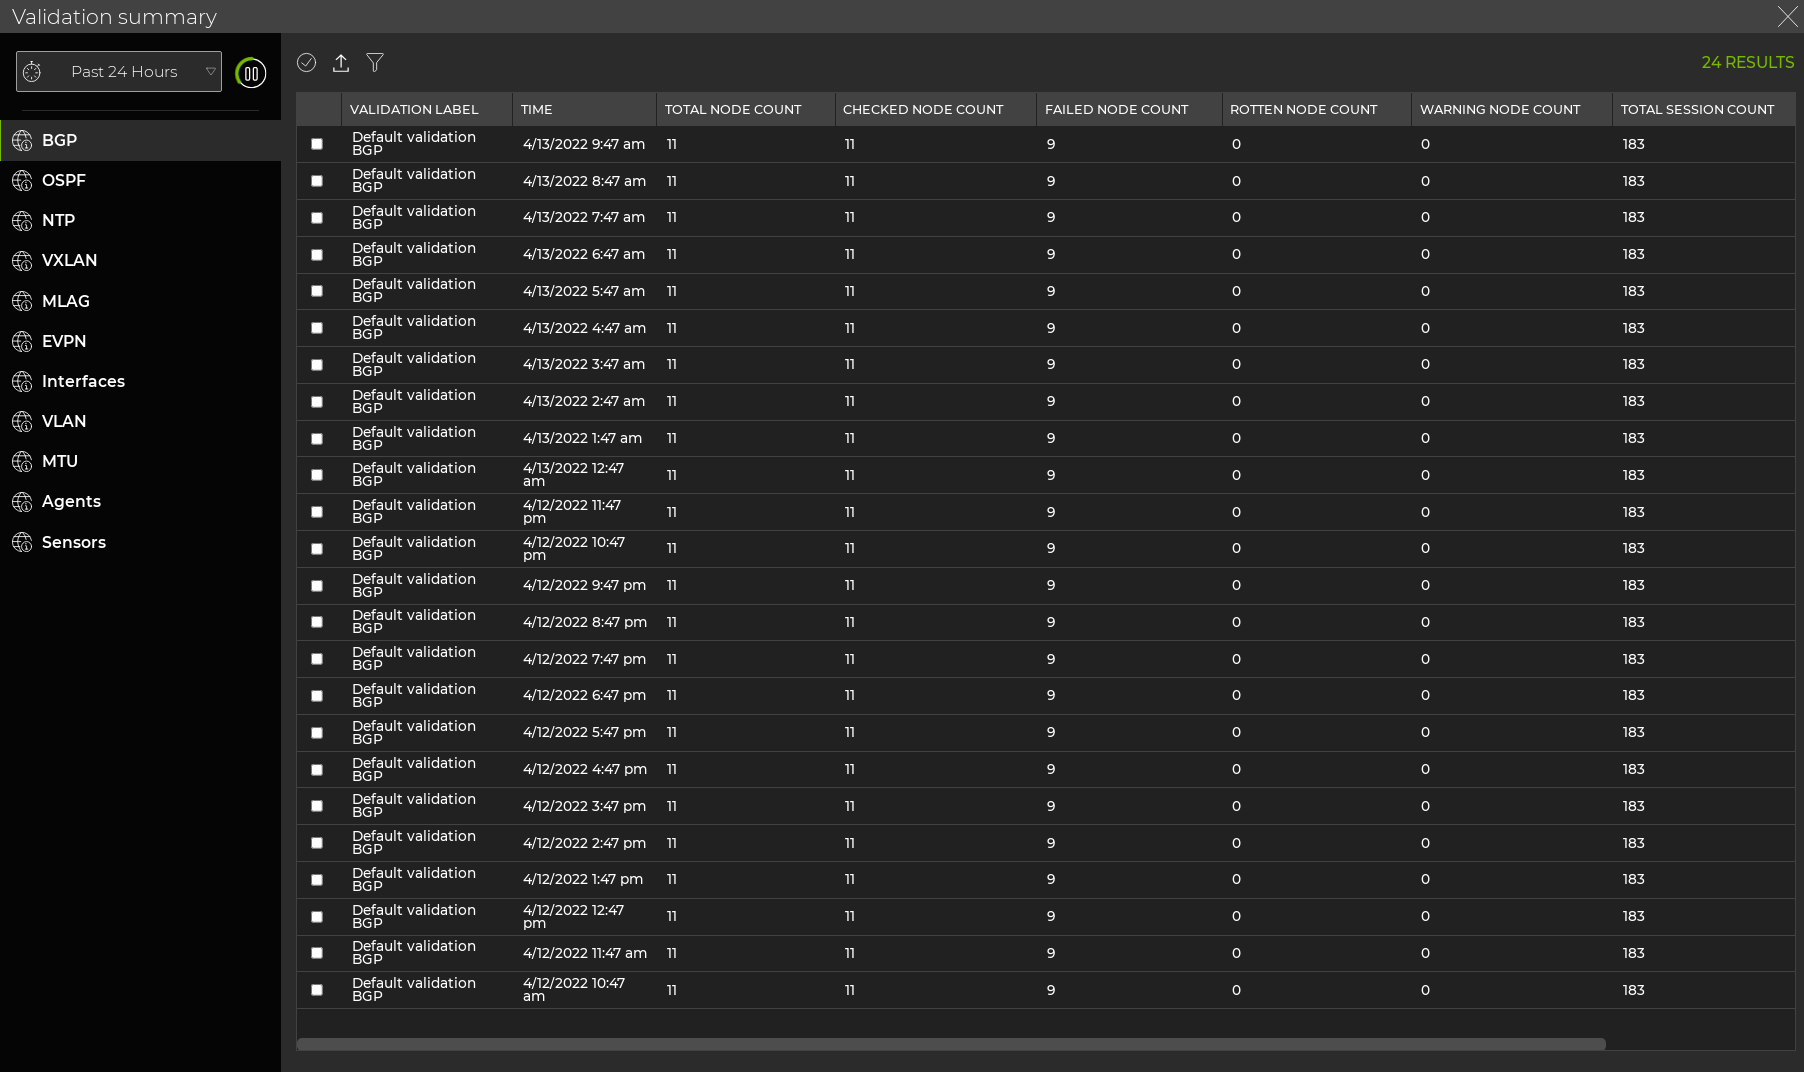 Validation summary
Past 24 Hours
24 RESULTS
BGP
OSPF
NTP
VXLAN
MLAG
EVPN
Interfaces
VLAN
MTU
Agents
Sensors
VALIDATION LABEL TIME TOTAL NODE COUNT CHECKED NODE COUNT FAILED NODE COUNT ROTTEN NODE COUNT WARNING NODE COUNT TOTAL SESSION COUNT
Default validation BGP 4/13/2022 9:47 am 11 11 9 0 0 183
Default validation BGP 4/13/2022 8:47 am 11 11 9 0 0 183
Default validation BGP 4/13/2022 7:47 am 11 11 9 0 0 183
Default validation BGP 4/13/2022 6:47 am 11 11 9 0 0 183
Default validation BGP 4/13/2022 5:47 am 11 11 9 0 0 183
Default validation BGP 4/13/2022 4:47 am 11 11 9 0 0 183
Default validation BGP 4/13/2022 3:47 am 11 11 9 0 0 183
Default validation BGP 4/13/2022 2:47 am 11 11 9 0 0 183
Default validation BGP 4/13/2022 1:47 am 11 11 9 0 0 183
Default validation BGP 4/13/2022 12:47 am 11 11 9 0 0 183
Default validation BGP 4/12/2022 11:47 pm 11 11 9 0 0 183
Default validation BGP 4/12/2022 10:47 pm 11 11 9 0 0 183
Default validation BGP 4/12/2022 9:47 pm 11 11 9 0 0 183
Default validation BGP 4/12/2022 8:47 pm 11 11 9 0 0 183
Default validation BGP 4/12/2022 7:47 pm 11 11 9 0 0 183
Default validation BGP 4/12/2022 6:47 pm 11 11 9 0 0 183
Default validation BGP 4/12/2022 5:47 pm 11 11 9 0 0 183
Default validation BGP 4/12/2022 4:47 pm 11 11 9 0 0 183
Default validation BGP 4/12/2022 3:47 pm 11 11 9 0 0 183
Default validation BGP 4/12/2022 2:47 pm 11 11 9 0 0 183
Default validation BGP 4/12/2022 1:47 pm 11 11 9 0 0 183
Default validation BGP 4/12/2022 12:47 pm 11 11 9 0 0 183
Default validation BGP 4/12/2022 11:47 am 11 11 9 0 0 183
Default validation BGP 4/12/2022 10:47 am 11 11 9 0 0 183